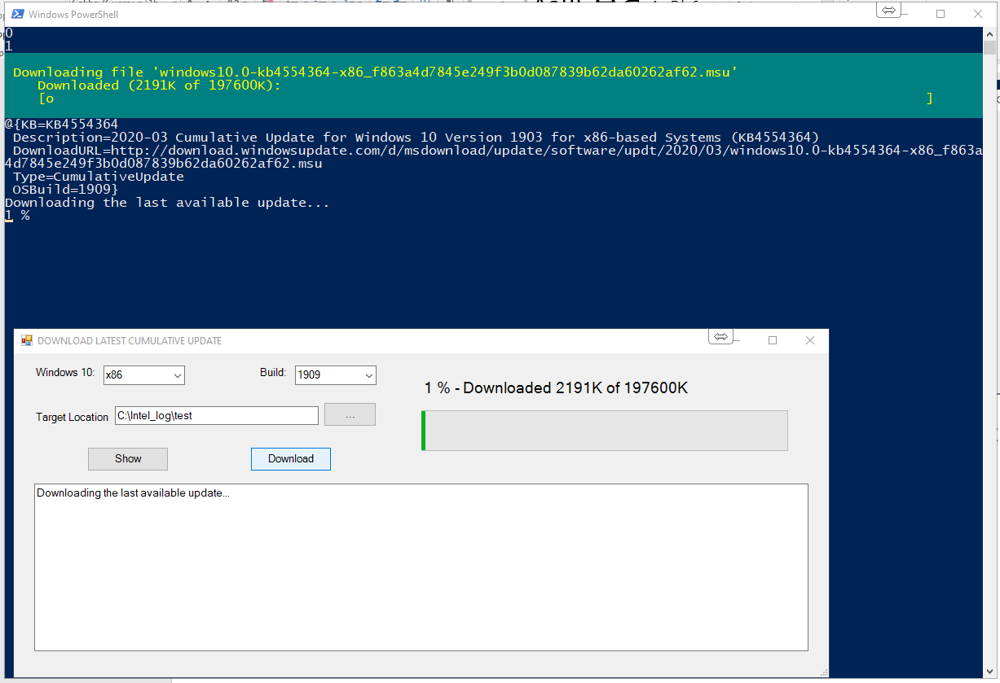 Windows PowerShell
0
1
Downloading file 'windows10.0-kb4554364-x86_f863a4d7845e249f3b0d087839b62da60262af62.msu'
Downloaded (2191K of 197600K):
[o ]
@{KB=KB4554364
Description=2020-03 Cumulative Update for Windows 10 Version 1903 for x86-based Systems (KB4554364)
DownloadURL=http://download.windowsupdate.com/d/msdownload/update/software/updt/2020/03/windows10.0-kb4554364-x86_f863a
4d7845e249f3b0d087839b62da60262af62.msu
Type=CumulativeUpdate
OSBuild=1909}
Downloading the last available update...
1 %
DOWNLOAD LATEST CUMULATIVE UPDATE
Windows 10: x86 Build: 1909
1 % - Downloaded 2191K of 197600K
Target Location C:\Intel_log\test ...
Show Download
Downloading the last available update...